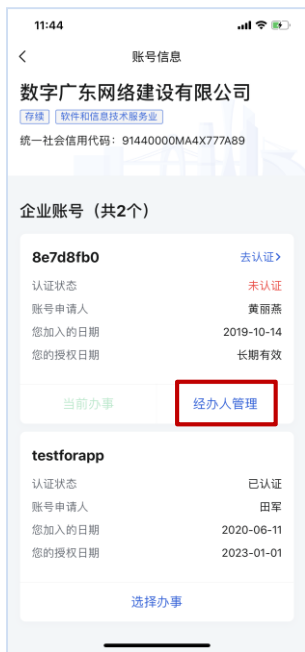 11:44
账号信息
数字广东网络建设有限公司
存续 软件和信息技术服务业
统一社会信用代码：91440000MA4X777A89
企业账号（共2个）
8e7d8fb0 去认证>
认证状态 未认证
账号申请人 黄丽燕
您加入的日期 2019-10-14
您的授权日期 长期有效
当前办事 经办人管理
testforapp
认证状态 已认证
账号申请人 田军
您加入的日期 2020-06-11
您的授权日期 2023-01-01
选择办事